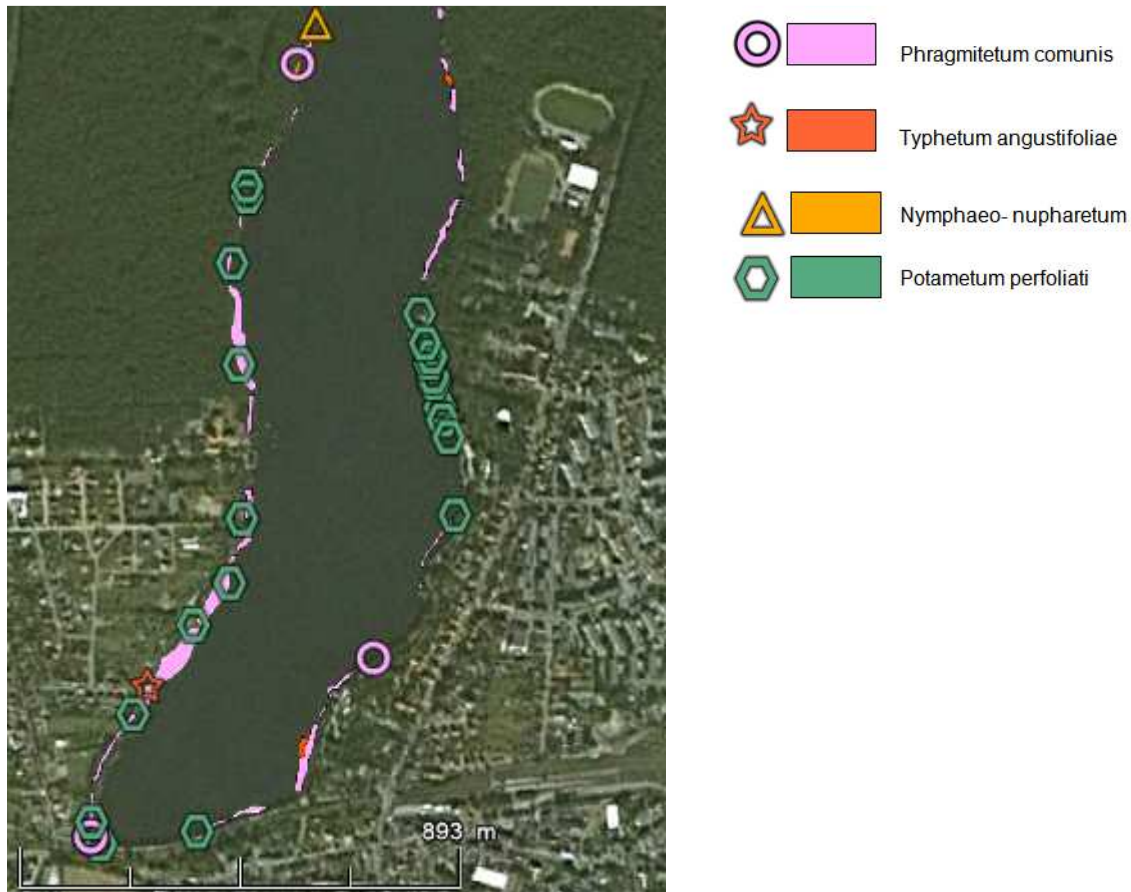 Phragmitetum comunis
Typhetum angustifoliae
Nymphaeo- nupharetum
Potametum perfoliati
893 m